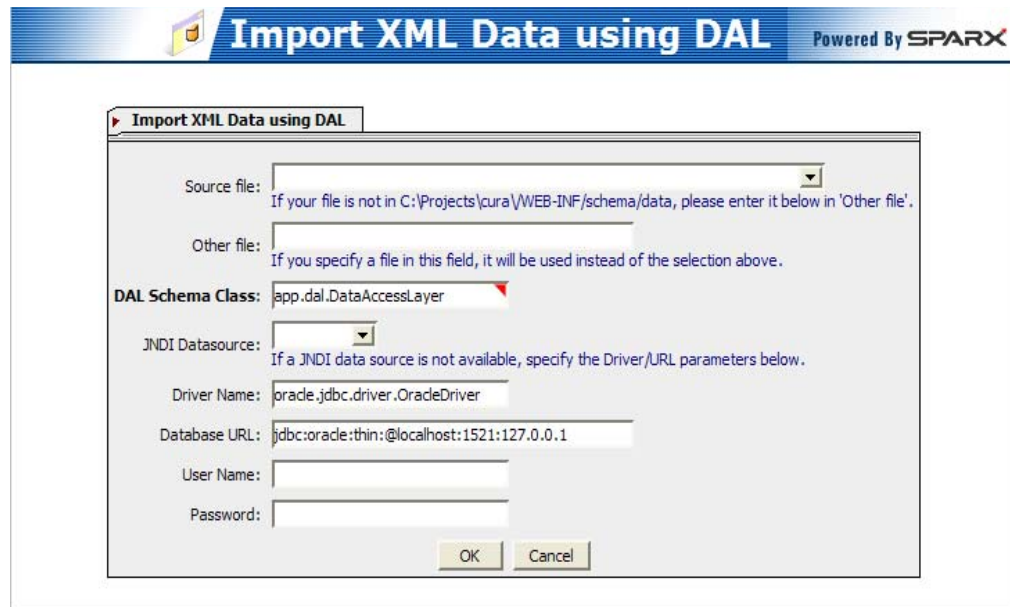 Import XML Data using DAL
Powered By SPARX
Import XML Data using DAL
Source file:
If your file is not in C:\Projects\cura\/WEB-INF/schema/data, please enter it below in 'Other file'.
Other file:
If you specify a file in this field, it will be used instead of the selection above.
DAL Schema Class: app.dal.DataAccessLayer
JNDI Datasource:
If a JNDI data source is not available, specify the Driver/URL parameters below.
Driver Name: oracle.jdbc.driver.OracleDriver
Database URL: jdbc:oracle:thin:@localhost:1521:127.0.0.1
User Name:
Password:
OK Cancel